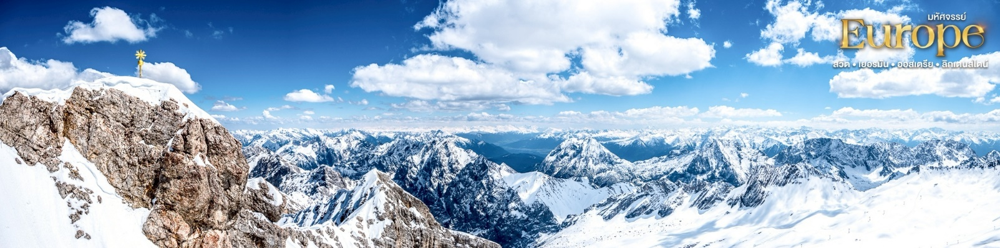 มหัศจรรย์
Europe
สวิต • เยอรมัน • ออสเตรีย • ลิกเตนสไตน์